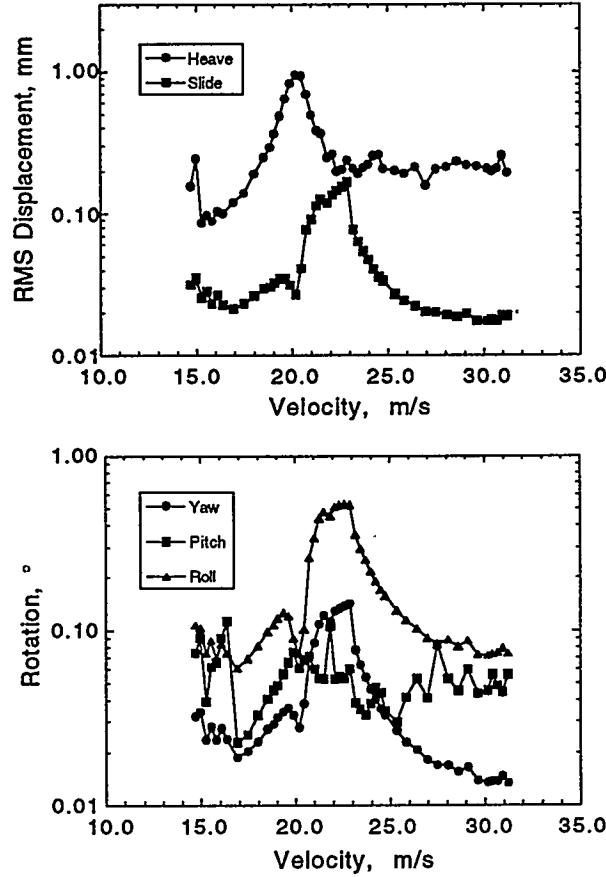 1.00
0.10
0.01
RMS Displacement, mm
Heave
Slide
10.0 15.0 20.0 25.0 30.0 35.0
Velocity, m/s
1.00
0.10
0.01
Rotation, °
Yaw
Pitch
Roll
10.0 15.0 20.0 25.0 30.0 35.0
Velocity, m/s